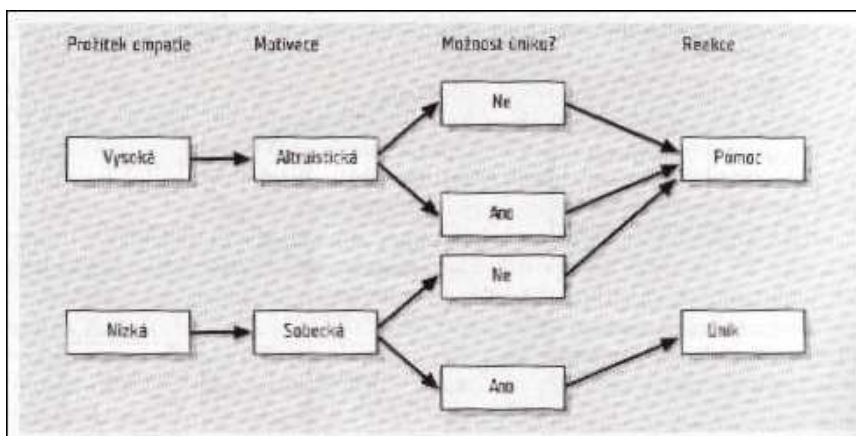 Prožitek empatie Motivace Možnost úniku? Reakce
Ne
Vysoká Altruistická Pomoc
Ano
Ne
Nízká Sobecká Únik
Ano